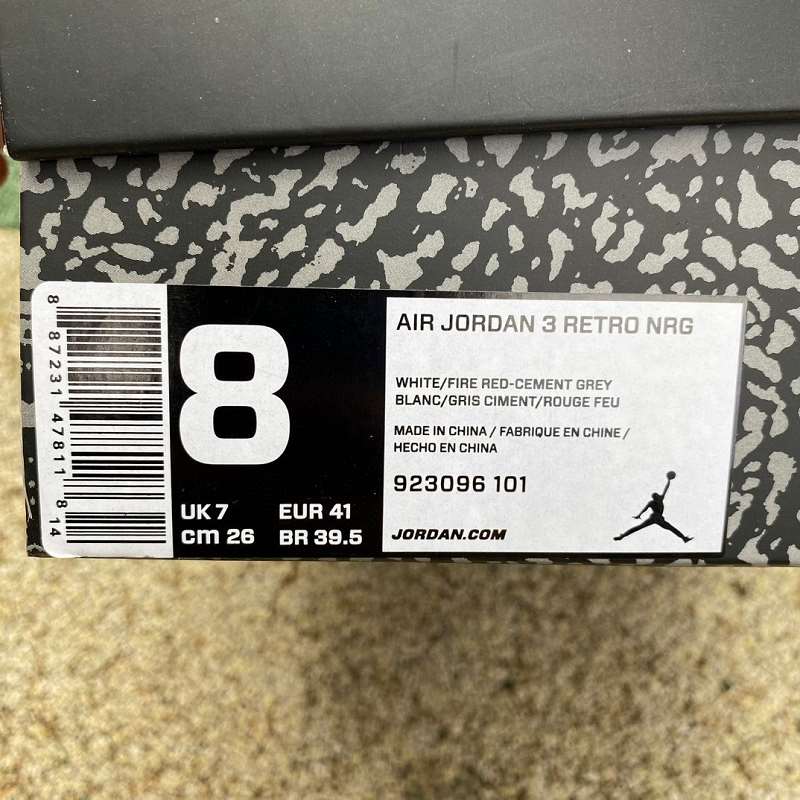 8 87231 47811 814
8
UK 7 EUR 41
cm 26 BR 39.5
AIR JORDAN 3 RETRO NRG
WHITE/FIRE RED-CEMENT GREY
BLANC/GRIS CIMENT/ROUGE FEU
MADE IN CHINA / FABRIQUE EN CHINE /
HECHO EN CHINA
923096 101
JORDAN.COM